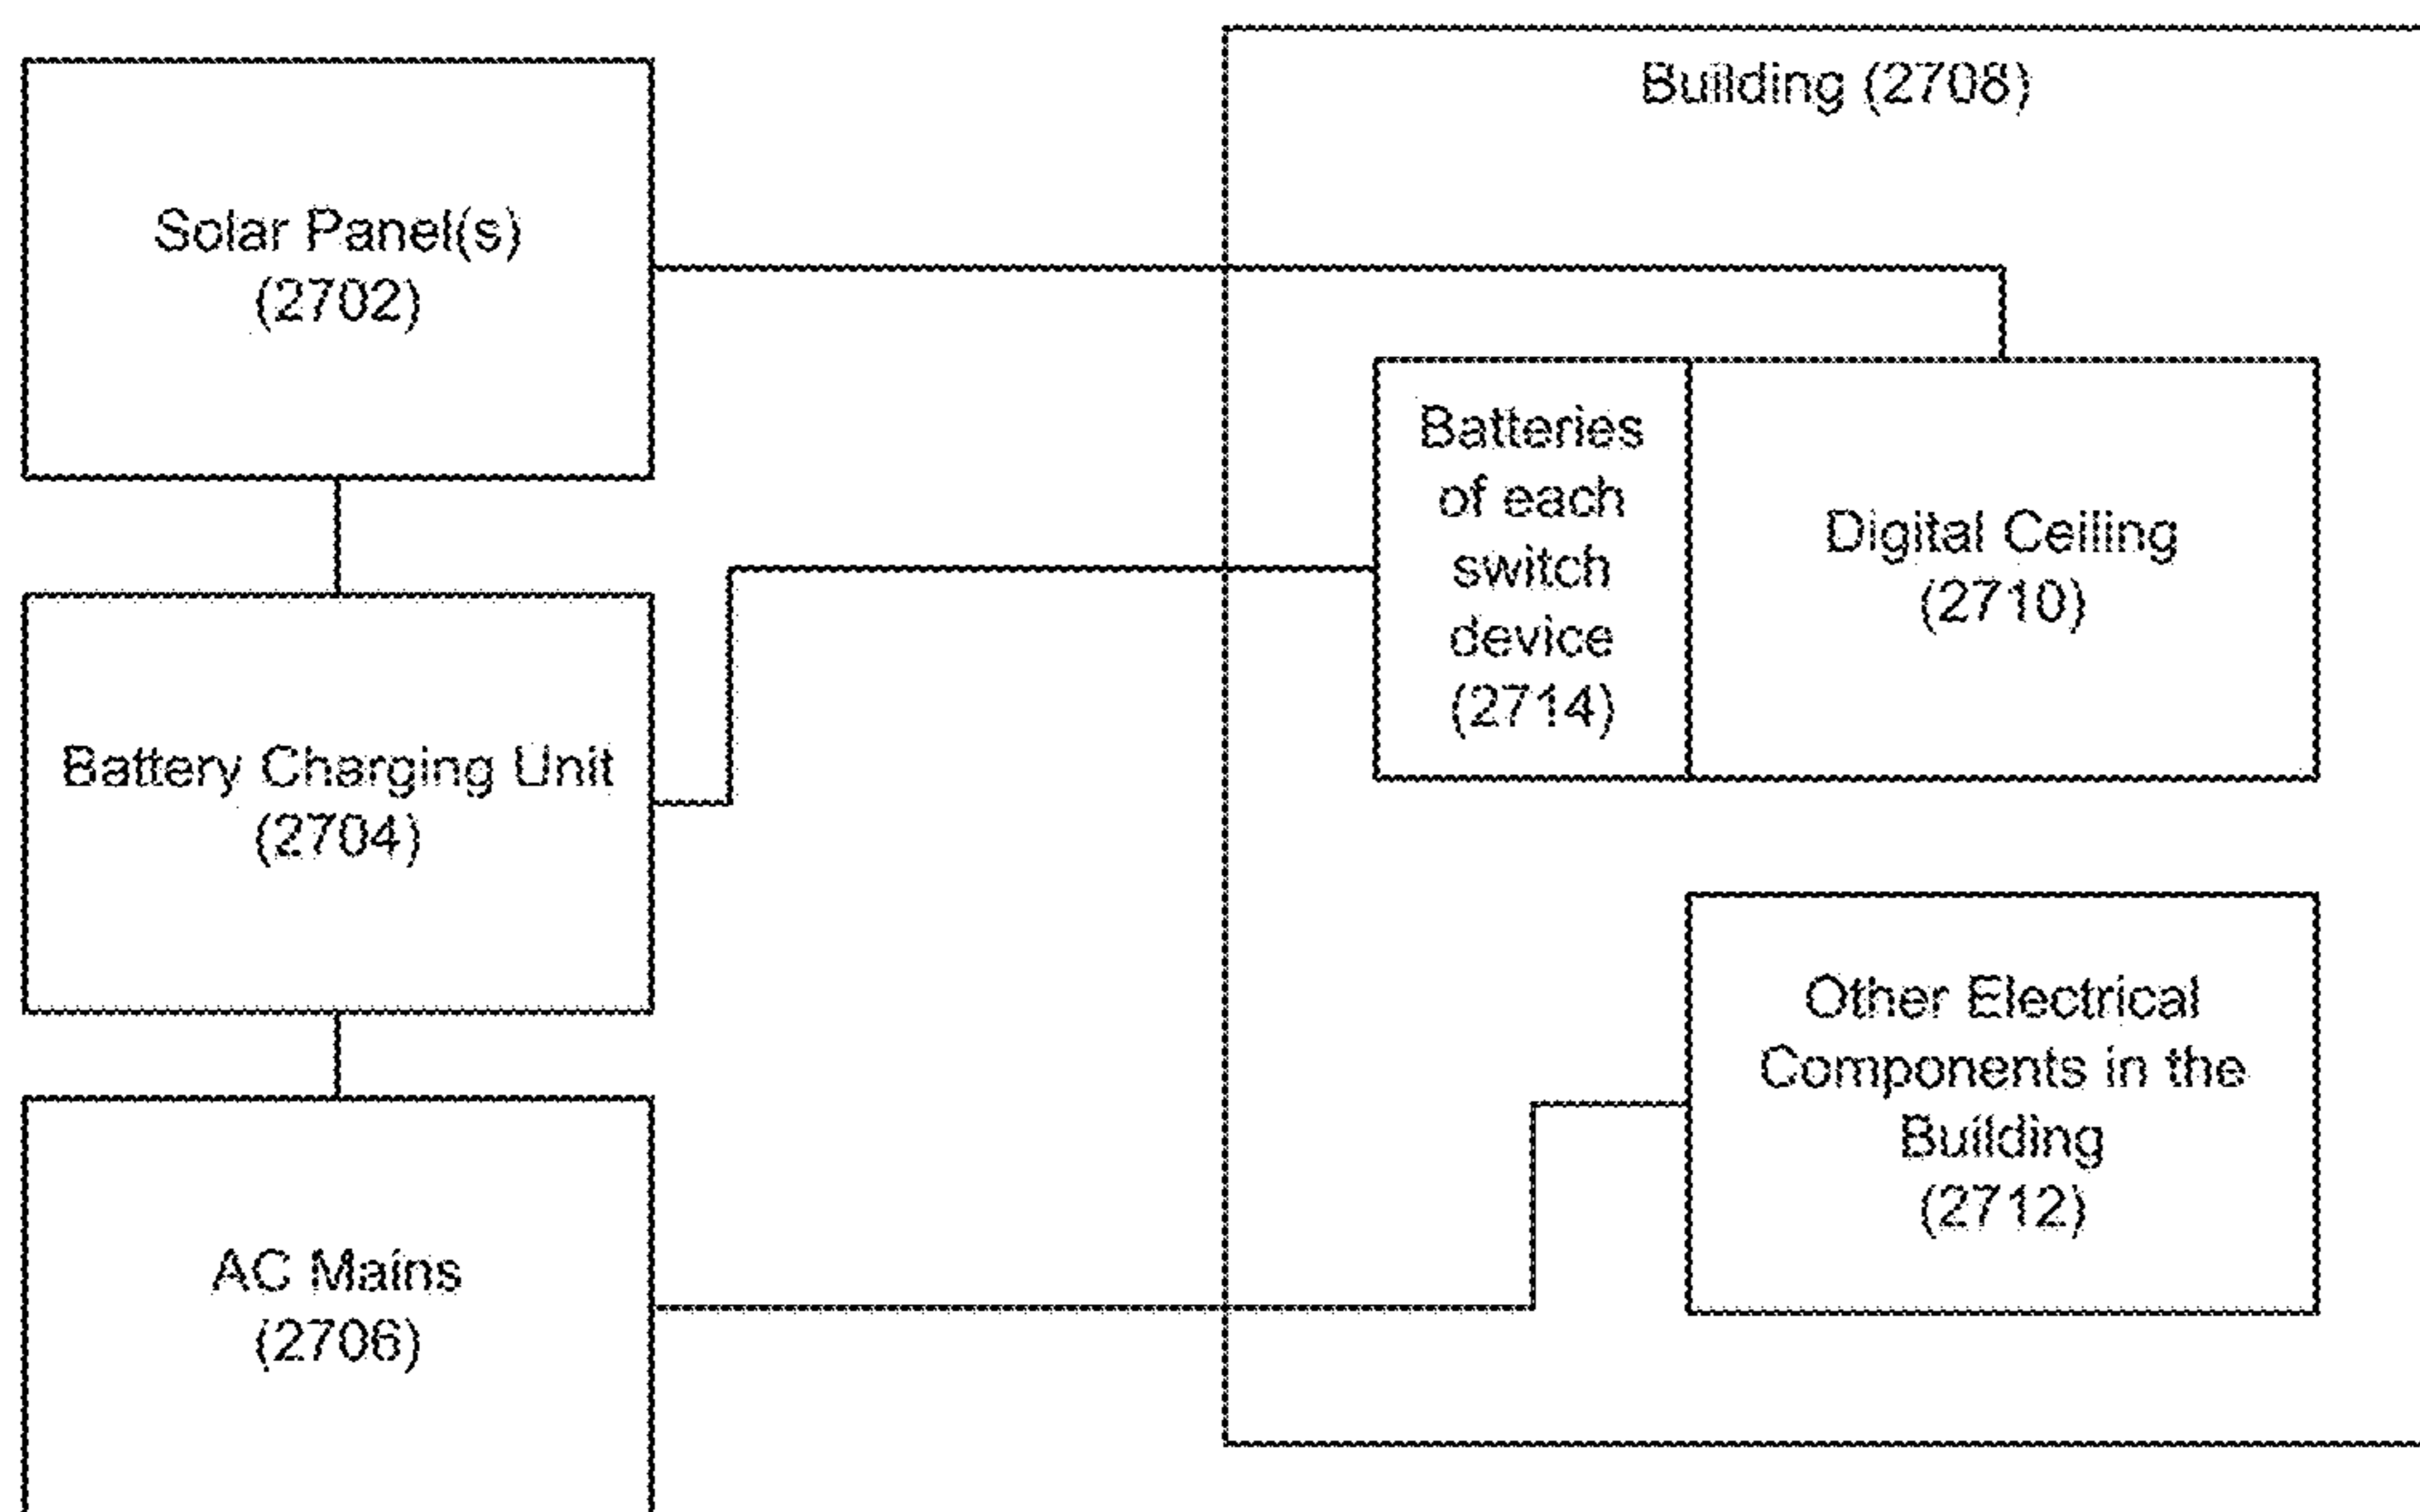 Building (2708)
Solar Panel(s)
(2702)
Batteries
of each
switch
device
(2714)
Digital Ceiling
(2710)
Battery Charging Unit
(2704)
Other Electrical
Components in the
Building
(2712)
AC Mains
(2706)